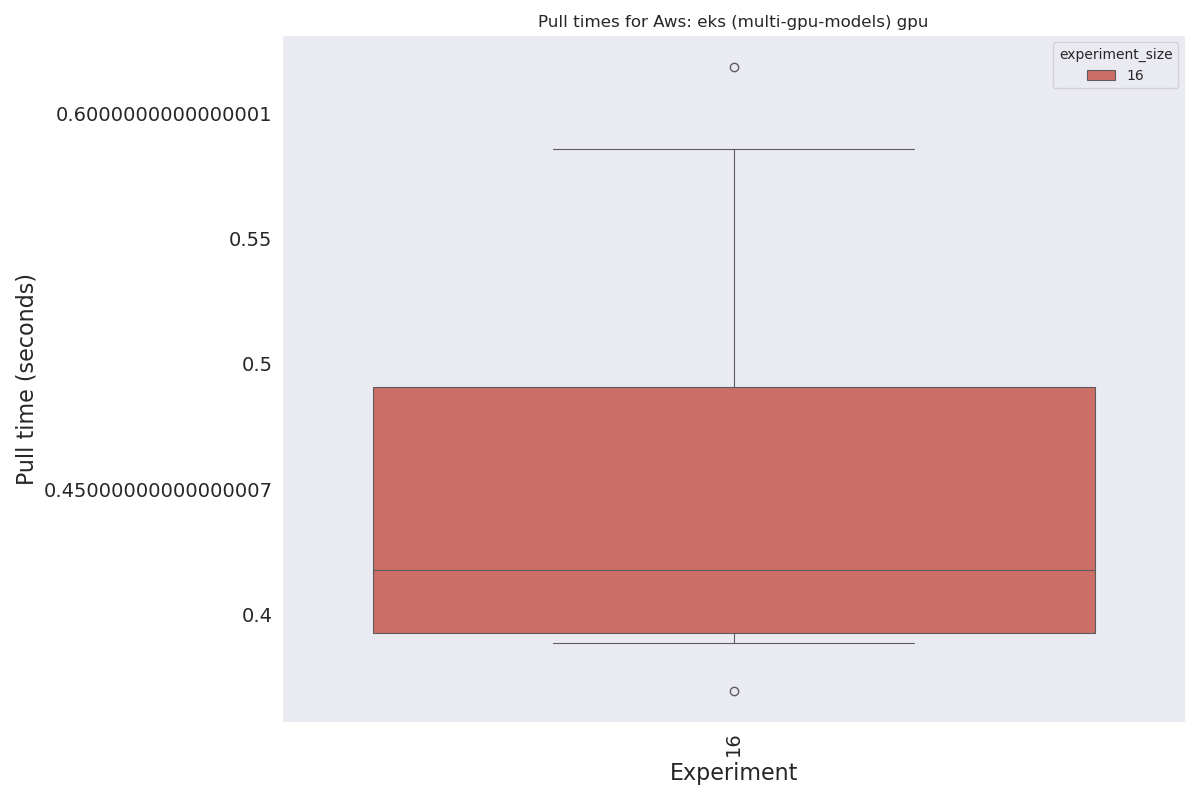 Pull times for Aws: eks (multi-gpu-models) gpu
experiment_size
16
0.6000000000000001
0.55
0.5
0.45000000000000007
0.4
Pull time (seconds)
16
Experiment